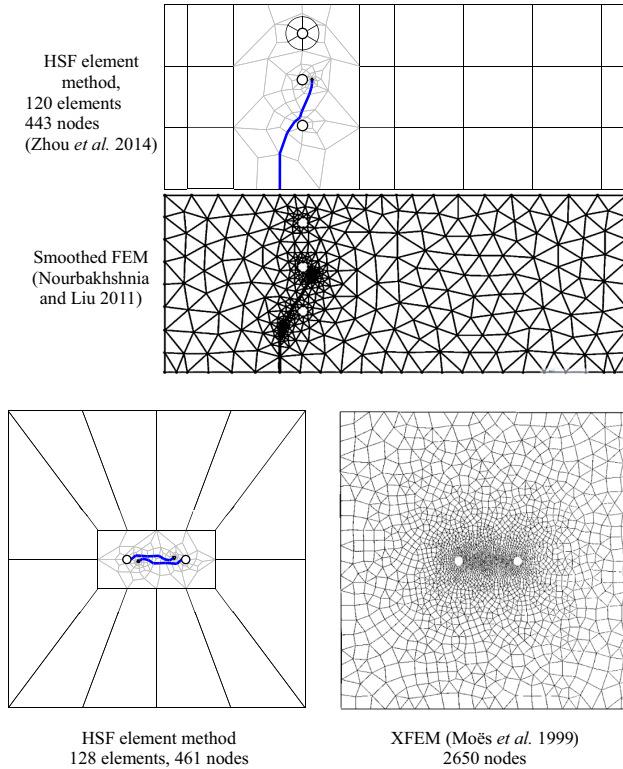 HSF element
method,
120 elements
443 nodes
(Zhou et al. 2014)
Smoothed FEM
(Nourbakhshnia
and Liu 2011)
HSF element method
128 elements, 461 nodes
XFEM (Moës et al. 1999)
2650 nodes